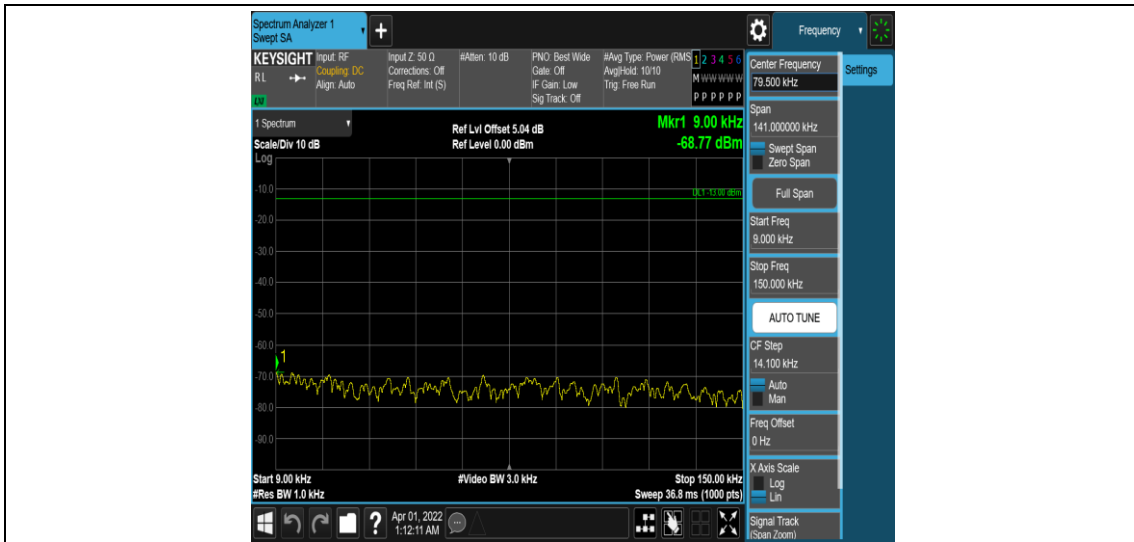 Spectrum Analyzer 1
Swept SA
+
Frequency
KEYSIGHT
RL
LXI
Input: RF
Coupling: DC
Align: Auto
Input Z: 50 Ω
Corrections: Off
Freq Ref: Int (S)
#Atten: 10 dB
PNO: Best Wide
Gate: Off
IF Gain: Low
Sig Track: Off
#Avg Type: Power (RMS
Avg|Hold: 10/10
Trig: Free Run
1 2 3 4 5 6
M W W W W W
P P P P P P
Center Frequency
79.500 kHz
Settings
Span
141.000000 kHz
Swept Span
Zero Span
Full Span
Start Freq
9.000 kHz
Stop Freq
150.000 kHz
AUTO TUNE
CF Step
14.100 kHz
Auto
Man
Freq Offset
0 Hz
X Axis Scale
Log
Lin
Signal Track
(Span Zoom)
1 Spectrum
Scale/Div 10 dB
Log
Ref Lvl Offset 5.04 dB
Ref Level 0.00 dBm
Mkr1 9.00 kHz
-68.77 dBm
DL1 -13.00 dBm
-10.0
-20.0
-30.0
-40.0
-50.0
-60.0
1
-70.0
-80.0
-90.0
Start 9.00 kHz
#Res BW 1.0 kHz
#Video BW 3.0 kHz
Stop 150.00 kHz
Sweep 36.8 ms (1000 pts)
?
Apr 01, 2022
1:12:11 AM